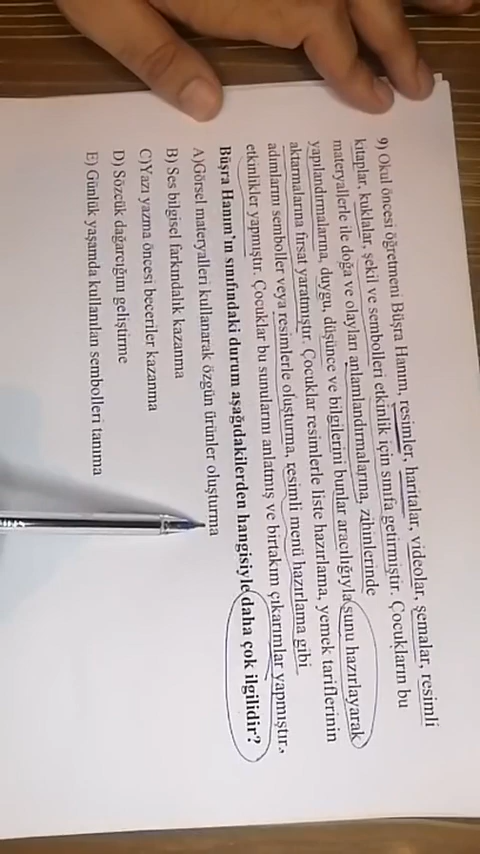 9) Okul öncesi öğretmeni Büşra Hanım, resimler, haritalar, videolar, şemalar, resimli
kitaplar, kuklalar, şekil ve sembolleri etkinlik için sınıfa getirmiştir. Çocukların bu
materyallerle ile doğa ve olayları anlamlandırmalarına, zihinlerinde
yapılandırmalarına, duygu, düşünce ve bilgilerini bunlar aracılığıyla sunu hazırlayarak
aktarmalarına fırsat yaratmıştır. Çocuklar resimlerle liste hazırlama, yemek tariflerinin
adımlarını semboller veya resimlerle oluşturma, resimli menü hazırlama gibi
etkinlikler yapmıştır. Çocuklar bu sunularını anlatmış ve birtakım çıkarımlar yapmıştır.
Büşra Hanım'ın sınıfındaki durum aşağıdakilerden hangisiyle daha çok ilgilidir?
A)Görsel materyalleri kullanarak özgün ürünler oluşturma
B) Ses bilgisel farkındalık kazanma
C)Yazı yazma öncesi beceriler kazanma
D) Sözcük dağarcığını geliştirme
E) Günlük yaşamda kullanılan sembolleri tanıma